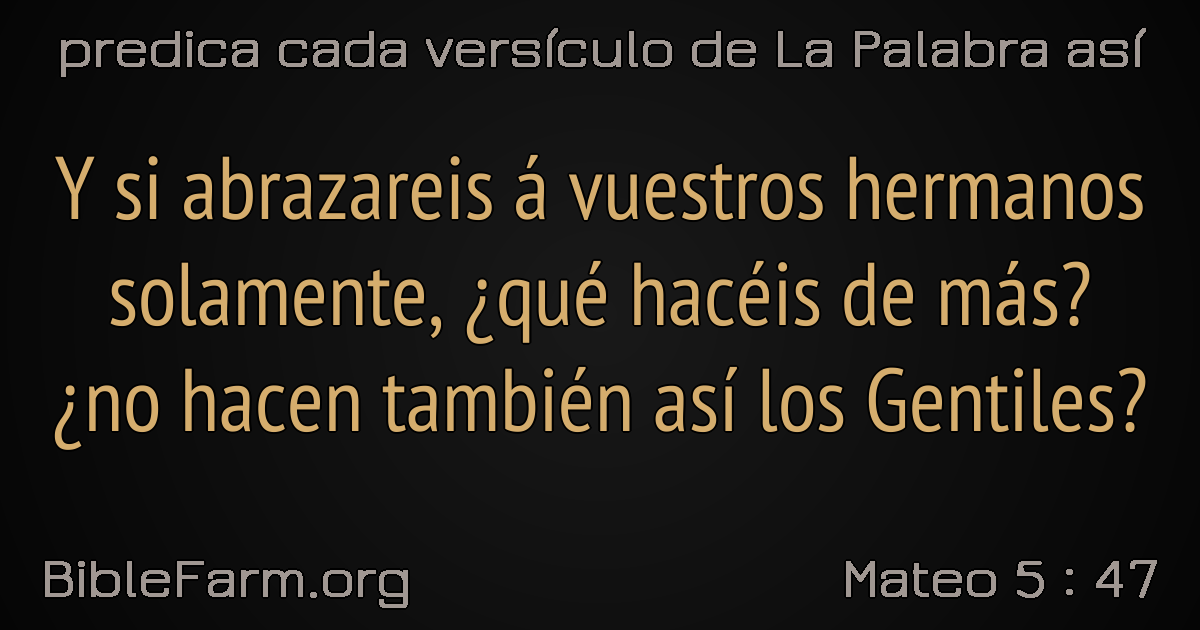 predica cada versículo de La Palabra así
Y si abrazareis á vuestros hermanos
solamente, ¿qué hacéis de más?
¿no hacen también así los Gentiles?
BibleFarm.org
Mateo 5 : 47